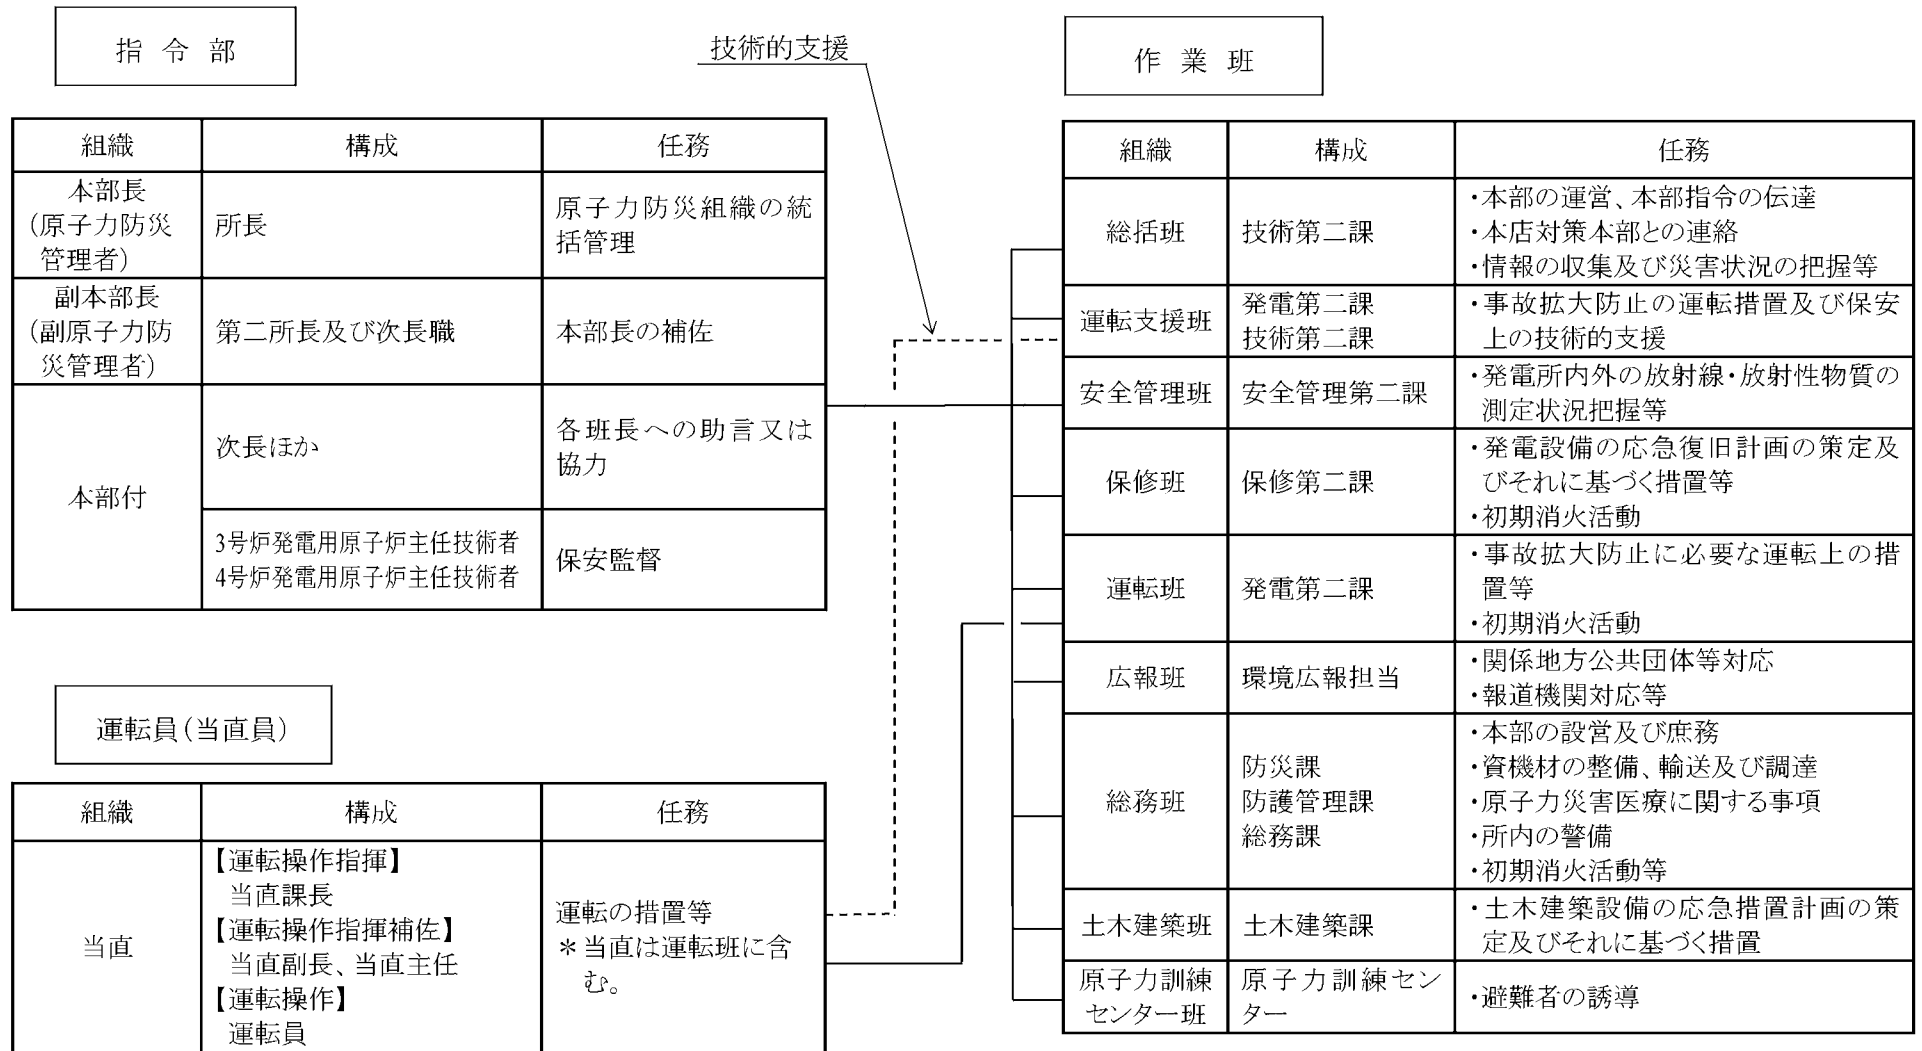 指 令 部
組織 構成 任務
本部長
(原子力防災
管理者)
所長
原子力防災組織の統
括管理
副本部長
(副原子力防
災管理者)
第二所長及び次長職
本部長の補佐
本部付
次長ほか
各班長への助言又は
協力
3号炉発電用原子炉主任技術者
4号炉発電用原子炉主任技術者
保安監督
運転員(当直員)
組織 構成 任務
当直
【運転操作指揮】
当直課長
【運転操作指揮補佐】
当直副長、当直主任
【運転操作】
運転員
運転の措置等
＊当直は運転班に含
む。
技術的支援
作 業 班
組織 構成 任務
総括班
技術第二課
・本部の運営、本部指令の伝達
・本店対策本部との連絡
・情報の収集及び災害状況の把握等
運転支援班
発電第二課
技術第二課
・事故拡大防止の運転措置及び保安
上の技術的支援
安全管理班
安全管理第二課
・発電所内外の放射線・放射性物質の
測定状況把握等
保修班
保修第二課
・発電設備の応急復旧計画の策定及
びそれに基づく措置等
・初期消火活動
運転班
発電第二課
・事故拡大防止に必要な運転上の措
置等
・初期消火活動
広報班
環境広報担当
・関係地方公共団体等対応
・報道機関対応等
総務班
防災課
防護管理課
総務課
・本部の設営及び庶務
・資機材の整備、輸送及び調達
・原子力災害医療に関する事項
・所内の警備
・初期消火活動等
土木建築班
土木建築課
・土木建築設備の応急措置計画の策
定及びそれに基づく措置
原子力訓練
センター班
原子力訓練セン
ター
・避難者の誘導